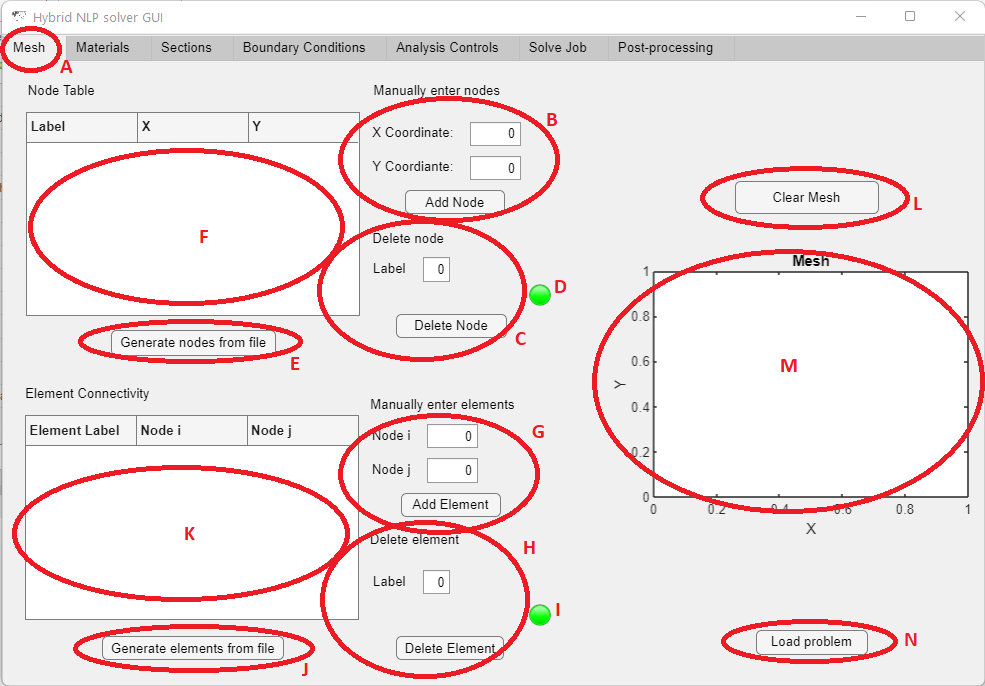 Hybrid NLP solver GUI
Mesh Materials Sections Boundary Conditions Analysis Controls Solve Job Post-processing
A
Node Table
Label X Y
F
Generate nodes from file
E
Manually enter nodes
B
X Coordinate: 0
Y Coordiante: 0
Add Node
Delete node
Label 0
D
Delete Node
C
Element Connectivity
Element Label Node i Node j
K
Generate elements from file
J
Manually enter elements
G
Node i 0
Node j 0
Add Element
Delete element
H
Label 0
I
Delete Element
Clear Mesh
L
Mesh
1
0.8
0.6
0.4
0.2
0
Y
M
0 0.2 0.4 0.6 0.8 1
X
Load problem
N